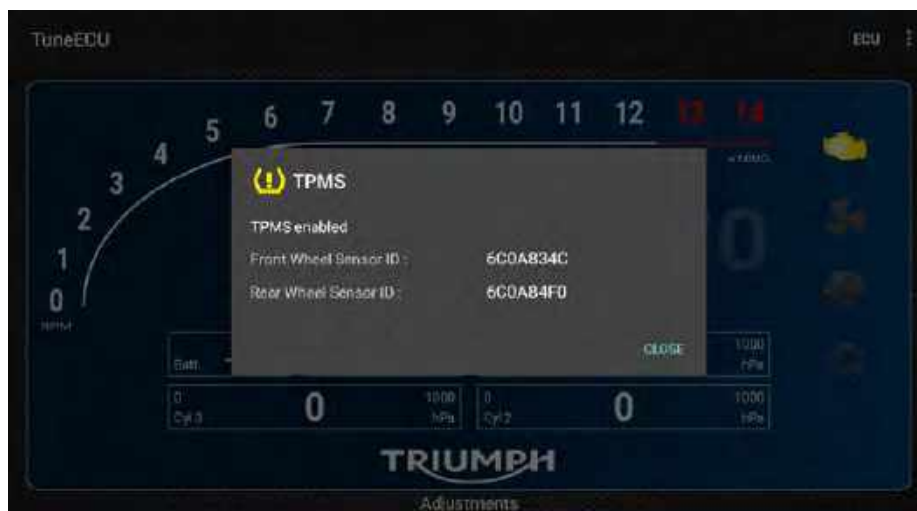 TuneECU
ECU
0
1
2
3
4
5
6
7
8
9
10
11
12
13
14
TPMS
TPMS enabled
Front Wheel Sensor ID : 6C0A834C
Rear Wheel Sensor ID : 6C0A84F0
CLOSE
0
Batt.
1000
hPa
0
Cyl 3
0
1000
hPa
0
Cyl 2
0
1000
hPa
TRIUMPH
Adjustments